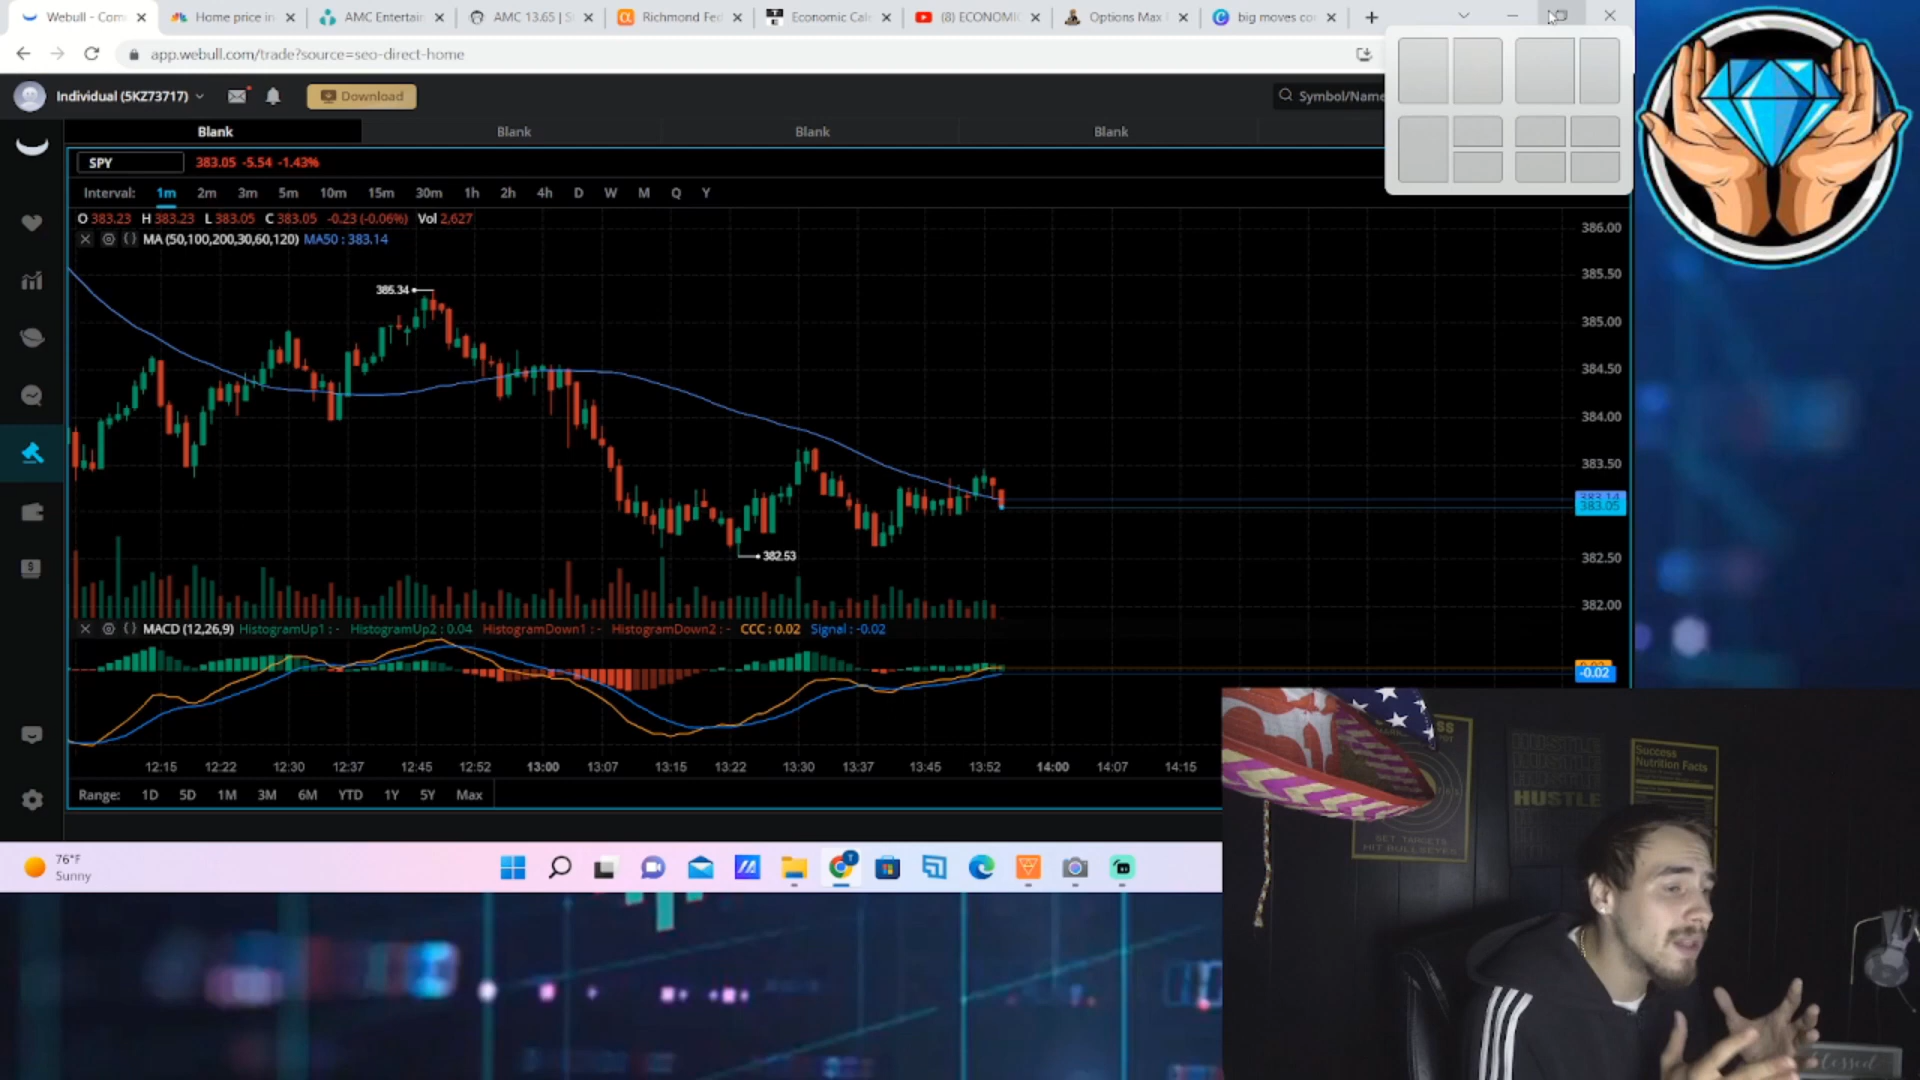 Webull - Com
Home price in
AMC Entertain
AMC 13.65 | S
Richmond Fed
Economic Cale
(8) ECONOMIC
Options Max
big moves co
app.webull.com/trade?source=seo-direct-home
Individual (5KZ73717)
Download
Symbol/Name
Blank
Blank
Blank
Blank
SPY
383.05 -5.54 -1.43%
Interval: 1m 2m 3m 5m 10m 15m 30m 1h 2h 4h D W M Q Y
O 383.23 H 383.23 L 383.05 C 383.05 -0.23 (-0.06%) Vol 2,627
MA (50,100,200,30,60,120) MA50 : 383.14
386.00
385.50
385.34
385.00
384.50
384.00
383.50
383.14
383.05
382.53
382.50
382.00
MACD (12,26,9) HistogramUp1 : - HistogramUp2 : 0.04 HistogramDown1 : - HistogramDown2 : - CCC : 0.02 Signal : -0.02
-0.02
12:15 12:22 12:30 12:37 12:45 12:52 13:00 13:07 13:15 13:22 13:30 13:37 13:45 13:52 14:00 14:07 14:15
Range: 1D 5D 1M 3M 6M YTD 1Y 5Y Max
76°F
Sunny
SET TARGETS
HIT BULLSEYES
HUSTLE
Success
Nutrition Facts
blessed